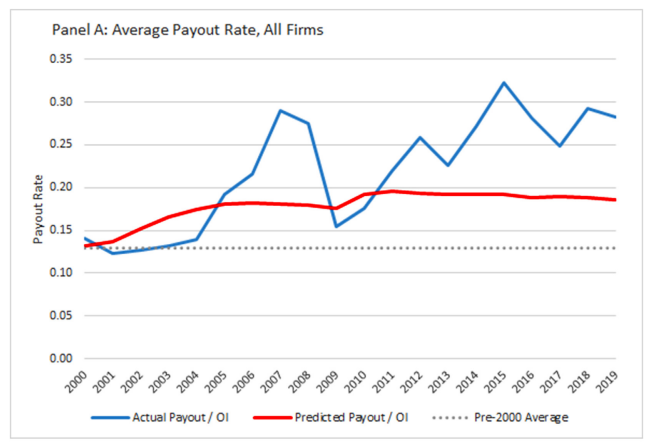 Panel A: Average Payout Rate, All Firms
0.35
0.30
0.25
0.20
0.15
0.10
0.05
0.00
Payout Rate
2000 2001 2002 2003 2004 2005 2006 2007 2008 2009 2010 2011 2012 2013 2014 2015 2016 2017 2018 2019
Actual Payout / OI Predicted Payout / OI Pre-2000 Average